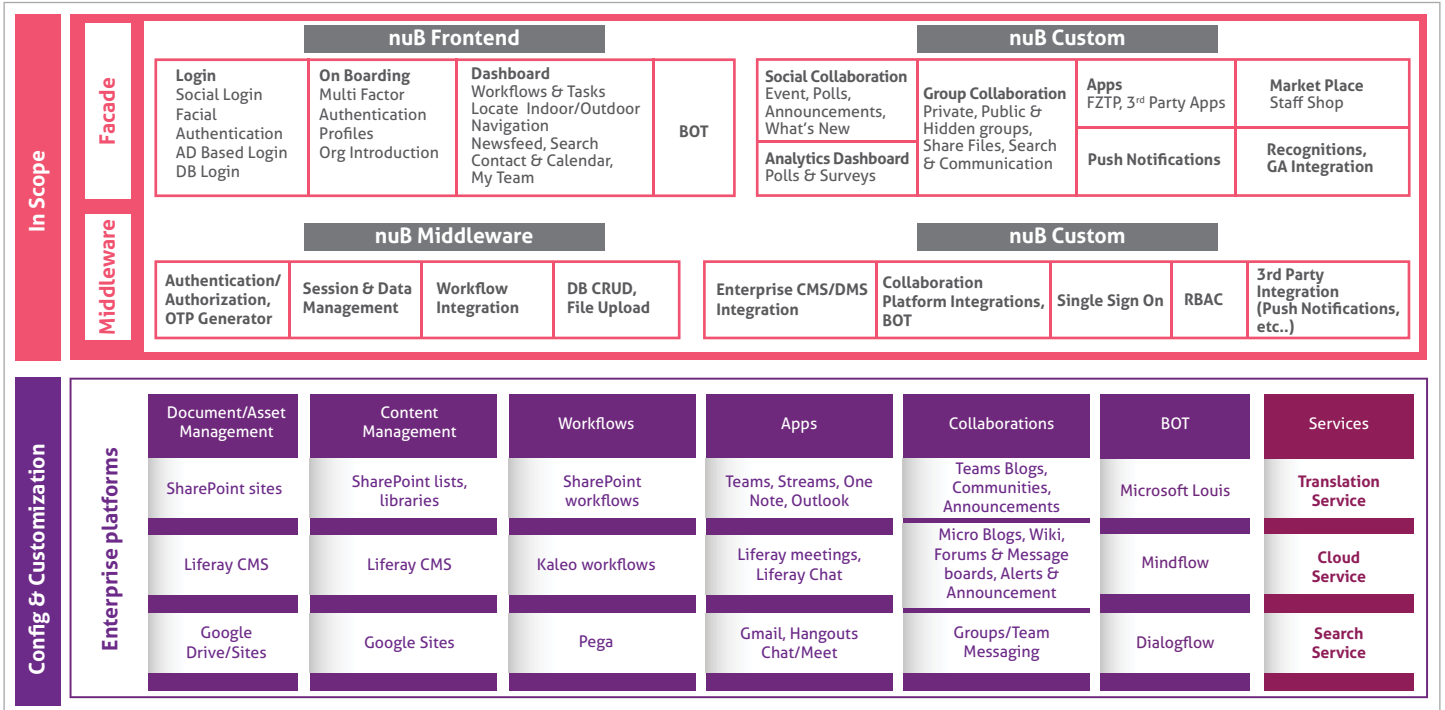 In Scope
Facade
nuB Frontend
Login
Social Login
Facial
Authentication
AD Based Login
DB Login
On Boarding
Multi Factor
Authentication
Profiles
Org Introduction
Dashboard
Workflows & Tasks
Locate Indoor/Outdoor
Navigation
Newsfeed, Search
Contact & Calendar,
My Team
BOT
nuB Custom
Social Collaboration
Event, Polls,
Announcements,
What's New
Analytics Dashboard
Polls & Surveys
Group Collaboration
Private, Public &
Hidden groups,
Share Files, Search
& Communication
Apps
FZTP, 3rd Party Apps
Push Notifications
Market Place
Staff Shop
Recognitions,
GA Integration
Middleware
nuB Middleware
Authentication/
Authorization,
OTP Generator
Session & Data
Management
Workflow
Integration
DB CRUD,
File Upload
nuB Custom
Enterprise CMS/DMS
Integration
Collaboration
Platform Integrations,
BOT
Single Sign On
RBAC
3rd Party
Integration
(Push Notifications,
etc..)
Config & Customization
Enterprise platforms
Document/Asset
Management
Content
Management
Workflows
Apps
Collaborations
BOT
Services
SharePoint sites
SharePoint lists,
libraries
SharePoint
workflows
Teams, Streams, One
Note, Outlook
Teams Blogs,
Communities,
Announcements
Microsoft Louis
Translation
Service
Liferay CMS
Liferay CMS
Kaleo workflows
Liferay meetings,
Liferay Chat
Micro Blogs, Wiki,
Forums & Message
boards, Alerts &
Announcement
Mindflow
Cloud
Service
Google
Drive/Sites
Google Sites
Pega
Gmail, Hangouts
Chat/Meet
Groups/Team
Messaging
Dialogflow
Search
Service